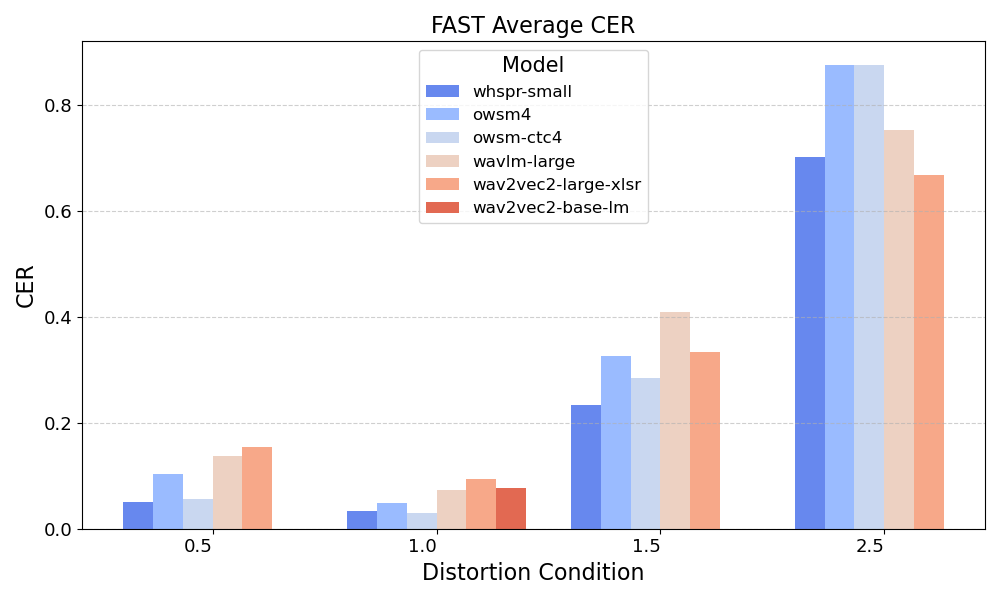 FAST Average CER
Model
whspr-small
owsm4
owsm-ctc4
wavlm-large
wav2vec2-large-xlsr
wav2vec2-base-lm
CER
0.8
0.6
0.4
0.2
0.0
0.5
1.0
1.5
2.5
Distortion Condition